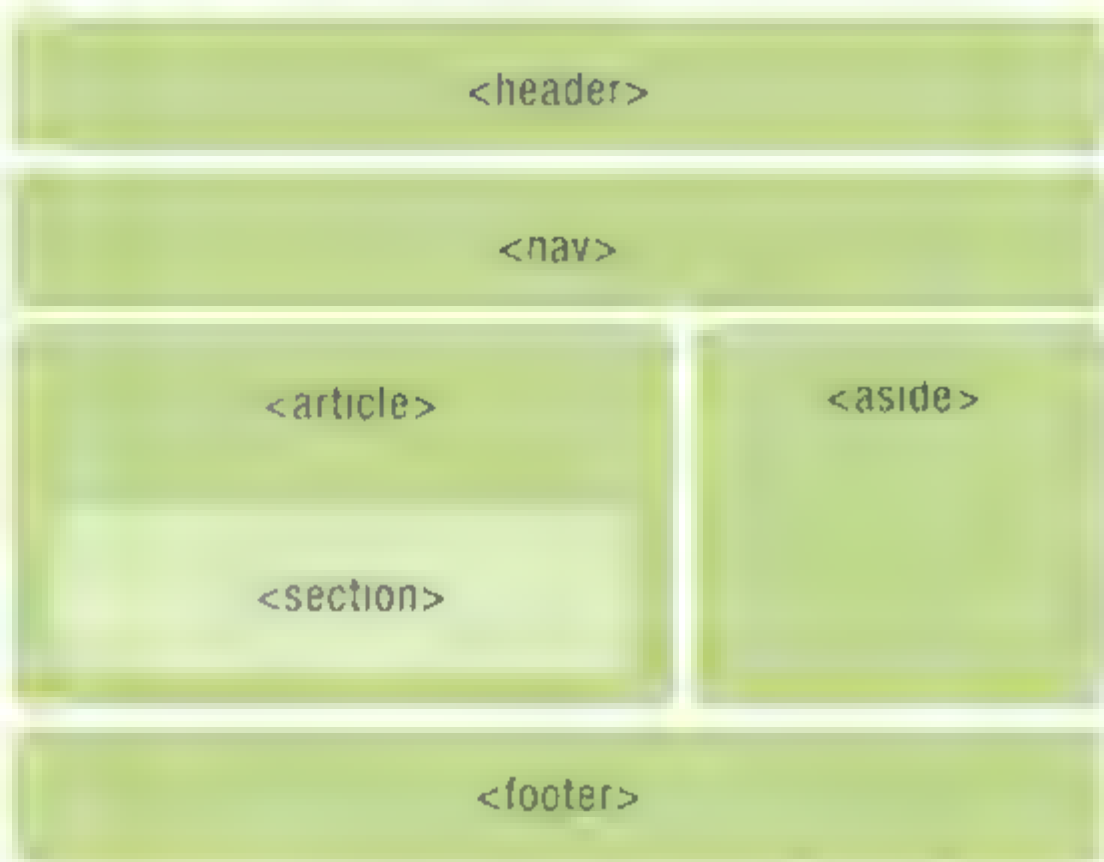 <header>
<nav>
<article>
<aside>
<section>
<footer>